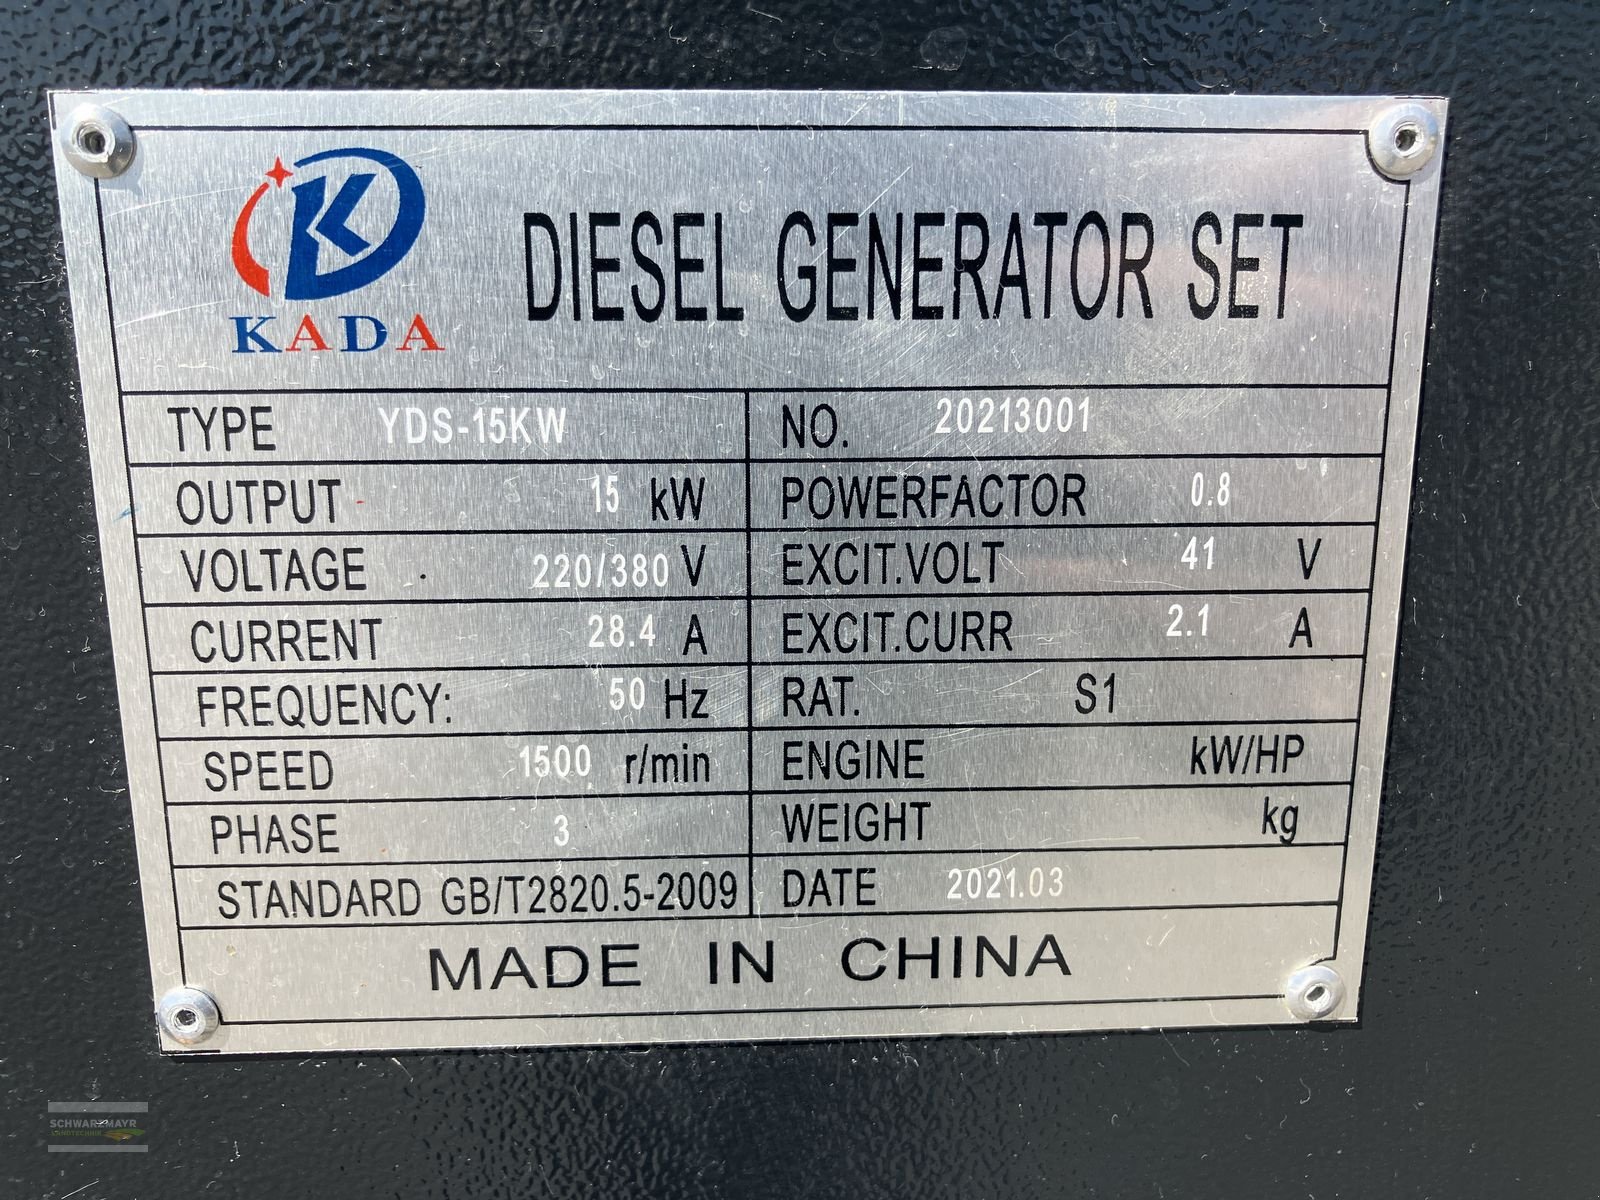 KADA
DIESEL GENERATOR SET
TYPE YDS-15KW NO. 20213001
OUTPUT 15 kW POWERFACTOR 0.8
VOLTAGE 220/380 V EXCIT.VOLT 41 V
CURRENT 28.4 A EXCIT.CURR 2.1 A
FREQUENCY: 50 Hz RAT. S1
SPEED 1500 r/min ENGINE kW/HP
PHASE 3 WEIGHT kg
STANDARD GB/T2820.5-2009 DATE 2021.03
MADE IN CHINA
SCHWARZMAYR
LANDTECHNIK